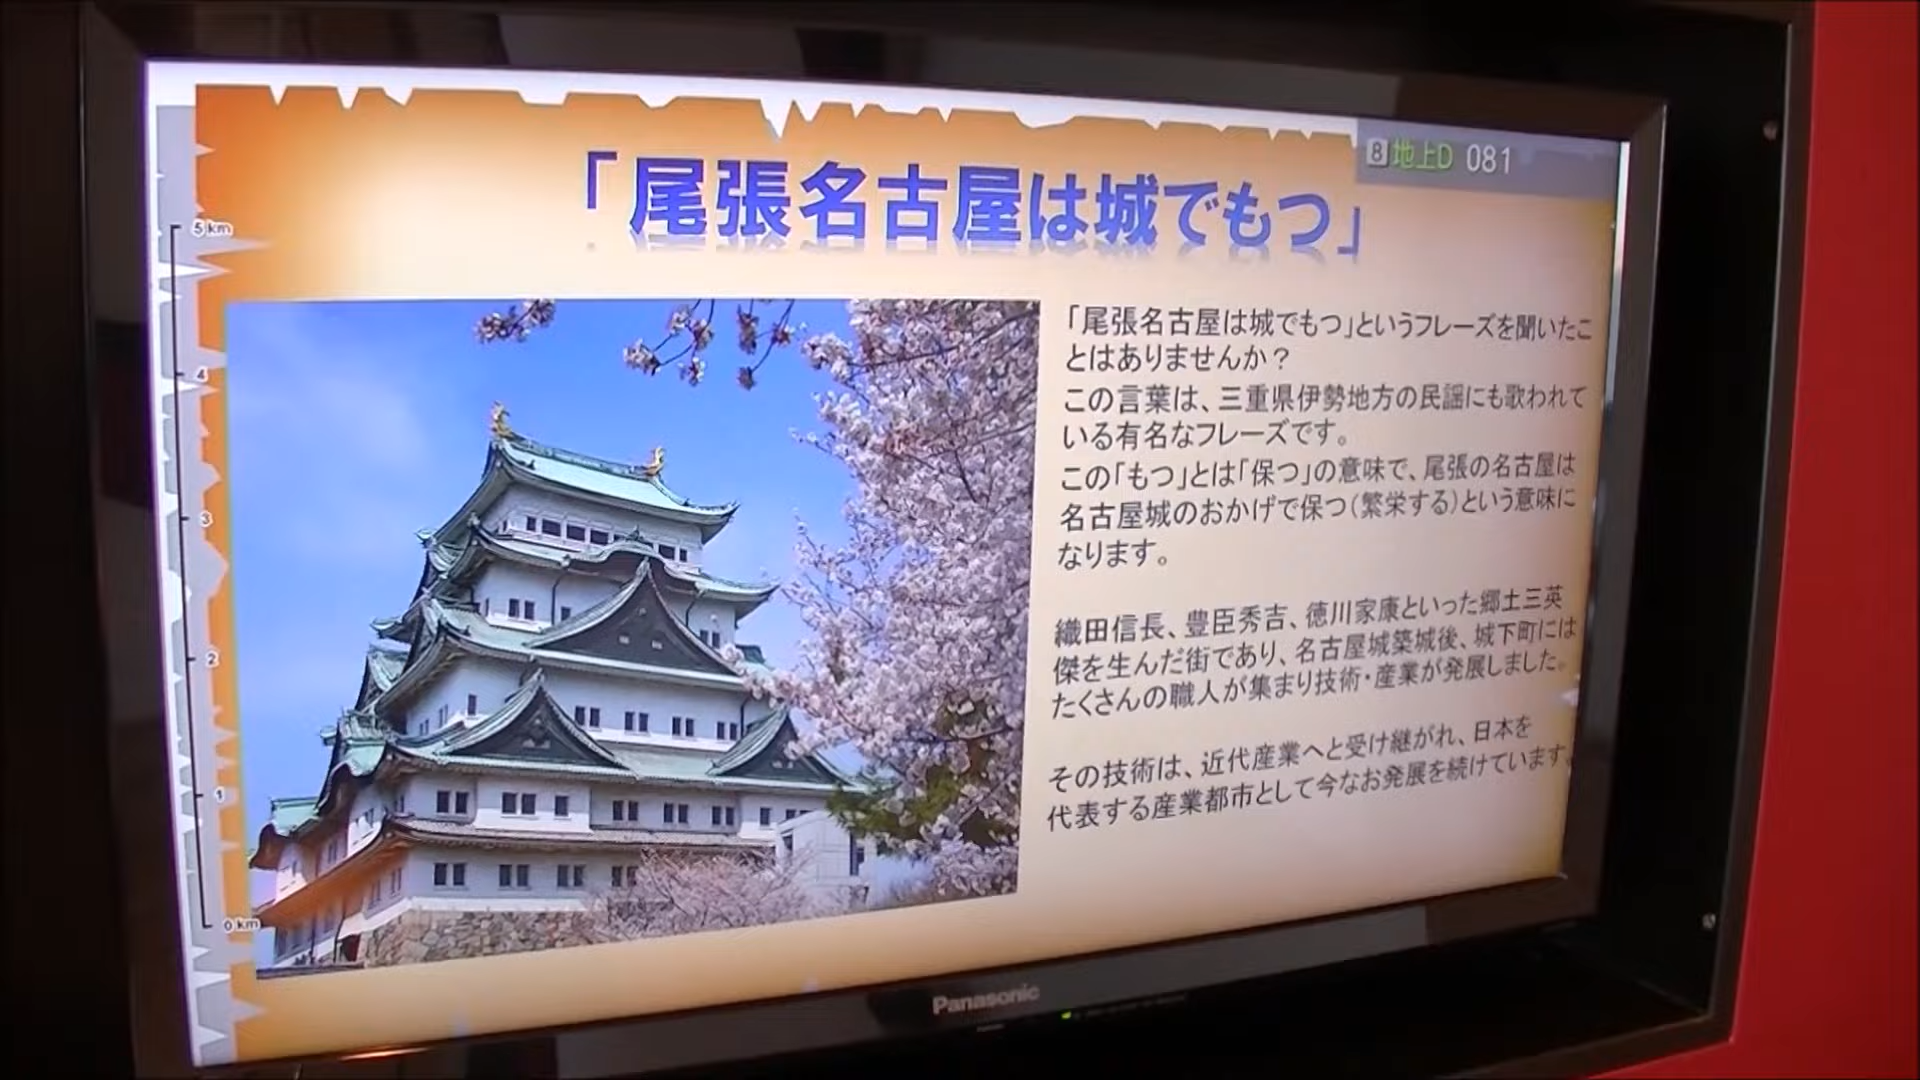 「尾張名古屋は城でもつ」
8 地上D 081
5 km
4
3
2
1
0 km
「尾張名古屋は城でもつ」というフレーズを聞いたこ
とはありませんか？
この言葉は、三重県伊勢地方の民謡にも歌われて
いる有名なフレーズです。
この「もつ」とは「保つ」の意味で、尾張の名古屋は
名古屋城のおかげで保つ（繁栄する）という意味に
なります。
織田信長、豊臣秀吉、徳川家康といった郷土三英
傑を生んだ街であり、名古屋城築城後、城下町には
たくさんの職人が集まり技術・産業が発展しました。
その技術は、近代産業へと受け継がれ、日本を
代表する産業都市として今なお発展を続けています。
Panasonic